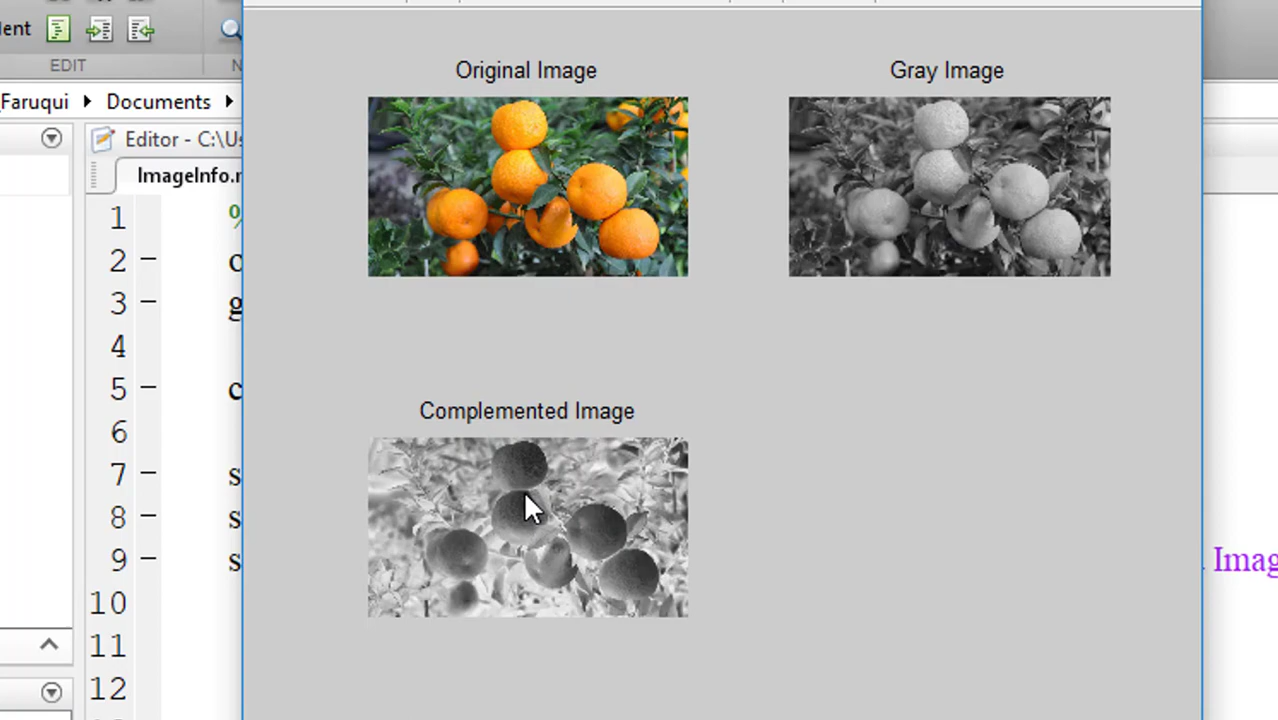 ent
EDIT
N
Faruqui
Documents
Editor - C:\Us
ImageInfo.m
1 %
2 - c
3 - g
4
5 - c
6
7 - s
8 - s
9 - s
10
11
12
Original Image
Gray Image
Complemented Image
Imag